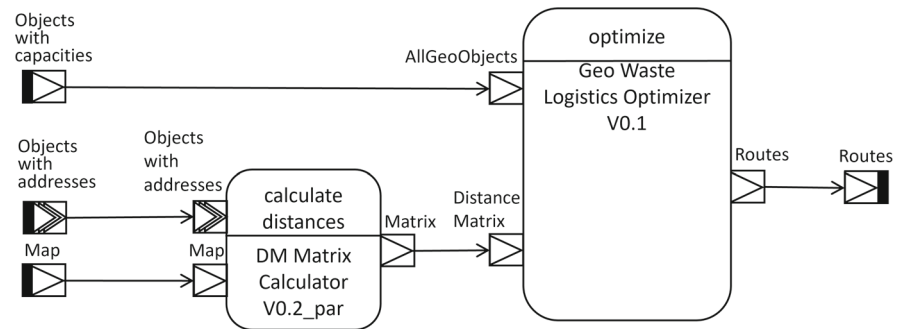 Objects
with
capacities
AllGeoObjects
optimize
Geo Waste
Logistics Optimizer
V0.1
Objects
with
addresses
Objects
with
addresses
calculate
distances
Matrix
Distance
Matrix
Routes
Routes
Map
Map
DM Matrix
Calculator
V0.2_par